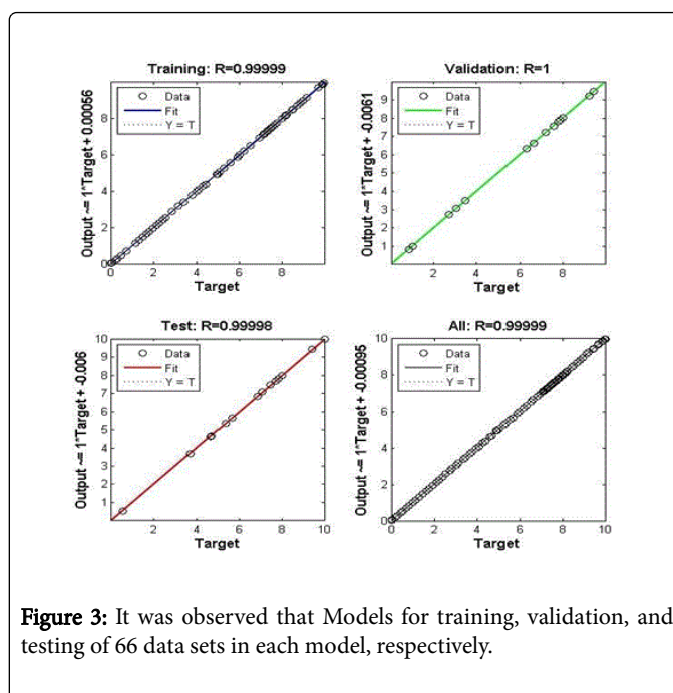 Training: R=0.99999
Output ~= 1*Target + 0.00056
Data
Fit
Y = T
8
6
4
2
0
0 2 4 6 8
Target
Validation: R=1
Output ~= 1*Target + -0.0061
Data
Fit
Y = T
9
8
7
6
5
4
3
2
1
2 4 6 8
Target
Test: R=0.99998
Output ~= 1*Target + -0.006
Data
Fit
Y = T
10
9
8
7
6
5
4
3
2
1
2 4 6 8 10
Target
All: R=0.99999
Output ~= 1*Target + -0.00095
Data
Fit
Y = T
10
8
6
4
2
0
0 2 4 6 8 10
Target
Figure 3: It was observed that Models for training, validation, and
testing of 66 data sets in each model, respectively.